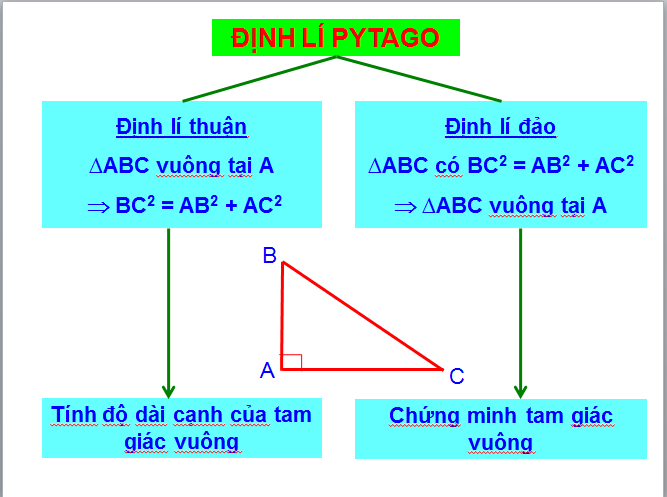 ĐỊNH LÍ PYTAGO
Định lí thuận
∆ABC vuông tại A
⇒ BC² = AB² + AC²
Định lí đảo
∆ABC có BC² = AB² + AC²
⇒ ∆ABC vuông tại A
B
A
C
Tính độ dài cạnh của tam
giác vuông
Chứng minh tam giác
vuông